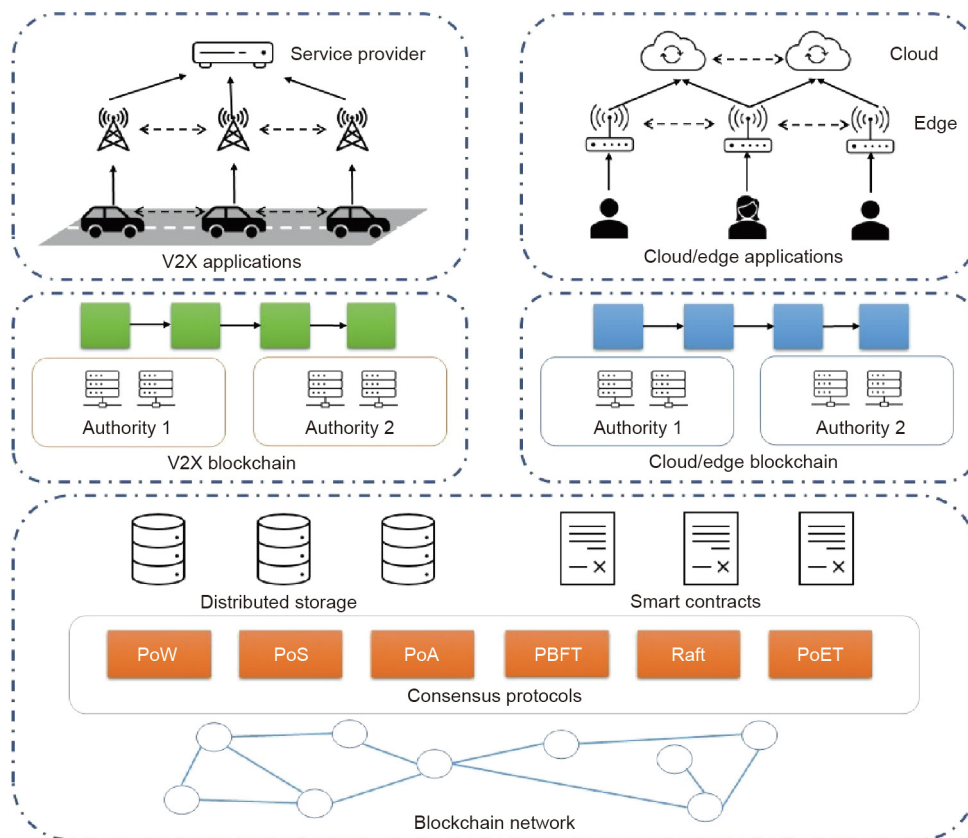 Service provider
V2X applications
Cloud
Edge
Cloud/edge applications
Authority 1
Authority 2
V2X blockchain
Authority 1
Authority 2
Cloud/edge blockchain
Distributed storage
Smart contracts
PoW
PoS
PoA
PBFT
Raft
PoET
Consensus protocols
Blockchain network